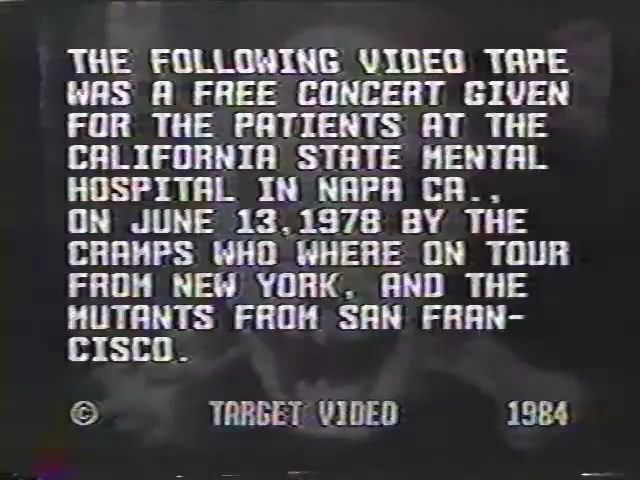 THE FOLLOWING VIDEO TAPE
WAS A FREE CONCERT GIVEN
FOR THE PATIENTS AT THE
CALIFORNIA STATE MENTAL
HOSPITAL IN NAPA CA.,
ON JUNE 13,1978 BY THE
CRAMPS WHO WHERE ON TOUR
FROM NEW YORK, AND THE
MUTANTS FROM SAN FRAN-
CISCO.
© TARGET VIDEO 1984